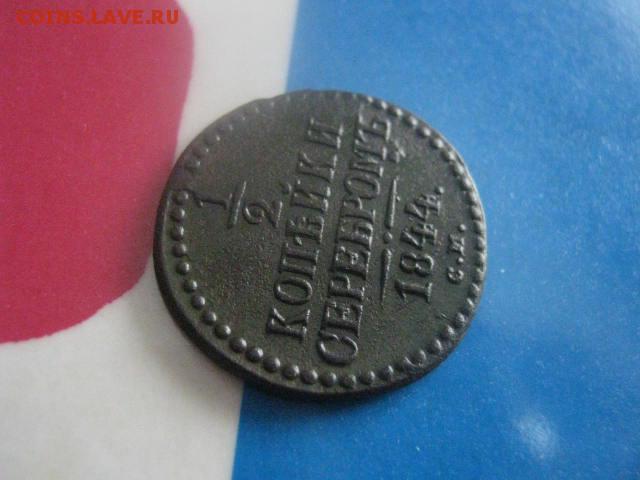 COINS.LAVE.RU
1/2
КОПѢЙКИ
СЕРЕБРОМЪ
1844.
С.М.